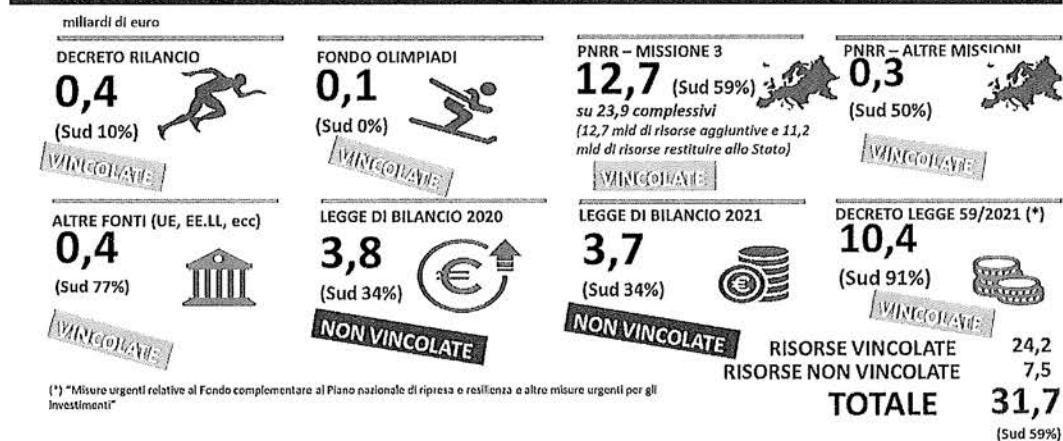 miliardi di euro
DECRETO RILANCIO
0,4
(Sud 10%)
VINCOLATE
FONDO OLIMPIADI
0,1
(Sud 0%)
VINCOLATE
PNRR – MISSIONE 3
12,7 (Sud 59%)
su 23,9 complessivi
(12,7 mld di risorse aggiuntive e 11,2
mld di risorse restituire allo Stato)
VINCOLATE
PNRR – ALTRE MISSIONI
0,3
(Sud 50%)
VINCOLATE
ALTRE FONTI (UE, EE.LL, ecc)
0,4
(Sud 77%)
VINCOLATE
LEGGE DI BILANCIO 2020
3,8
(Sud 34%)
NON VINCOLATE
LEGGE DI BILANCIO 2021
3,7
(Sud 34%)
NON VINCOLATE
DECRETO LEGGE 59/2021 (*)
10,4
(Sud 91%)
VINCOLATE
RISORSE VINCOLATE 24,2
RISORSE NON VINCOLATE 7,5
TOTALE 31,7
(Sud 59%)
(*) "Misure urgenti relative al Fondo complementare al Piano nazionale di ripresa e resilienza e altre misure urgenti per gli
Investimenti"